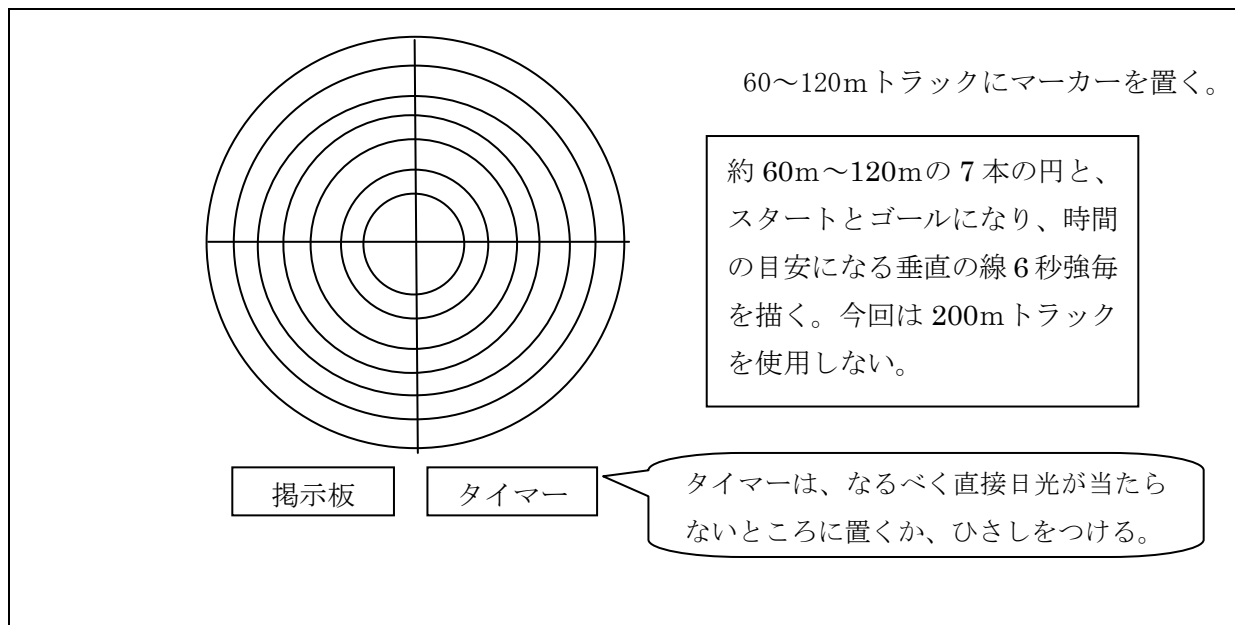 60～120ｍトラックにマーカーを置く。
約 60ｍ～120ｍの 7 本の円と、
スタートとゴールになり、時間
の目安になる垂直の線 6 秒強毎
を描く。今回は 200ｍトラック
を使用しない。
掲示板
タイマー
タイマーは、なるべく直接日光が当たら
ないところに置くか、ひさしをつける。